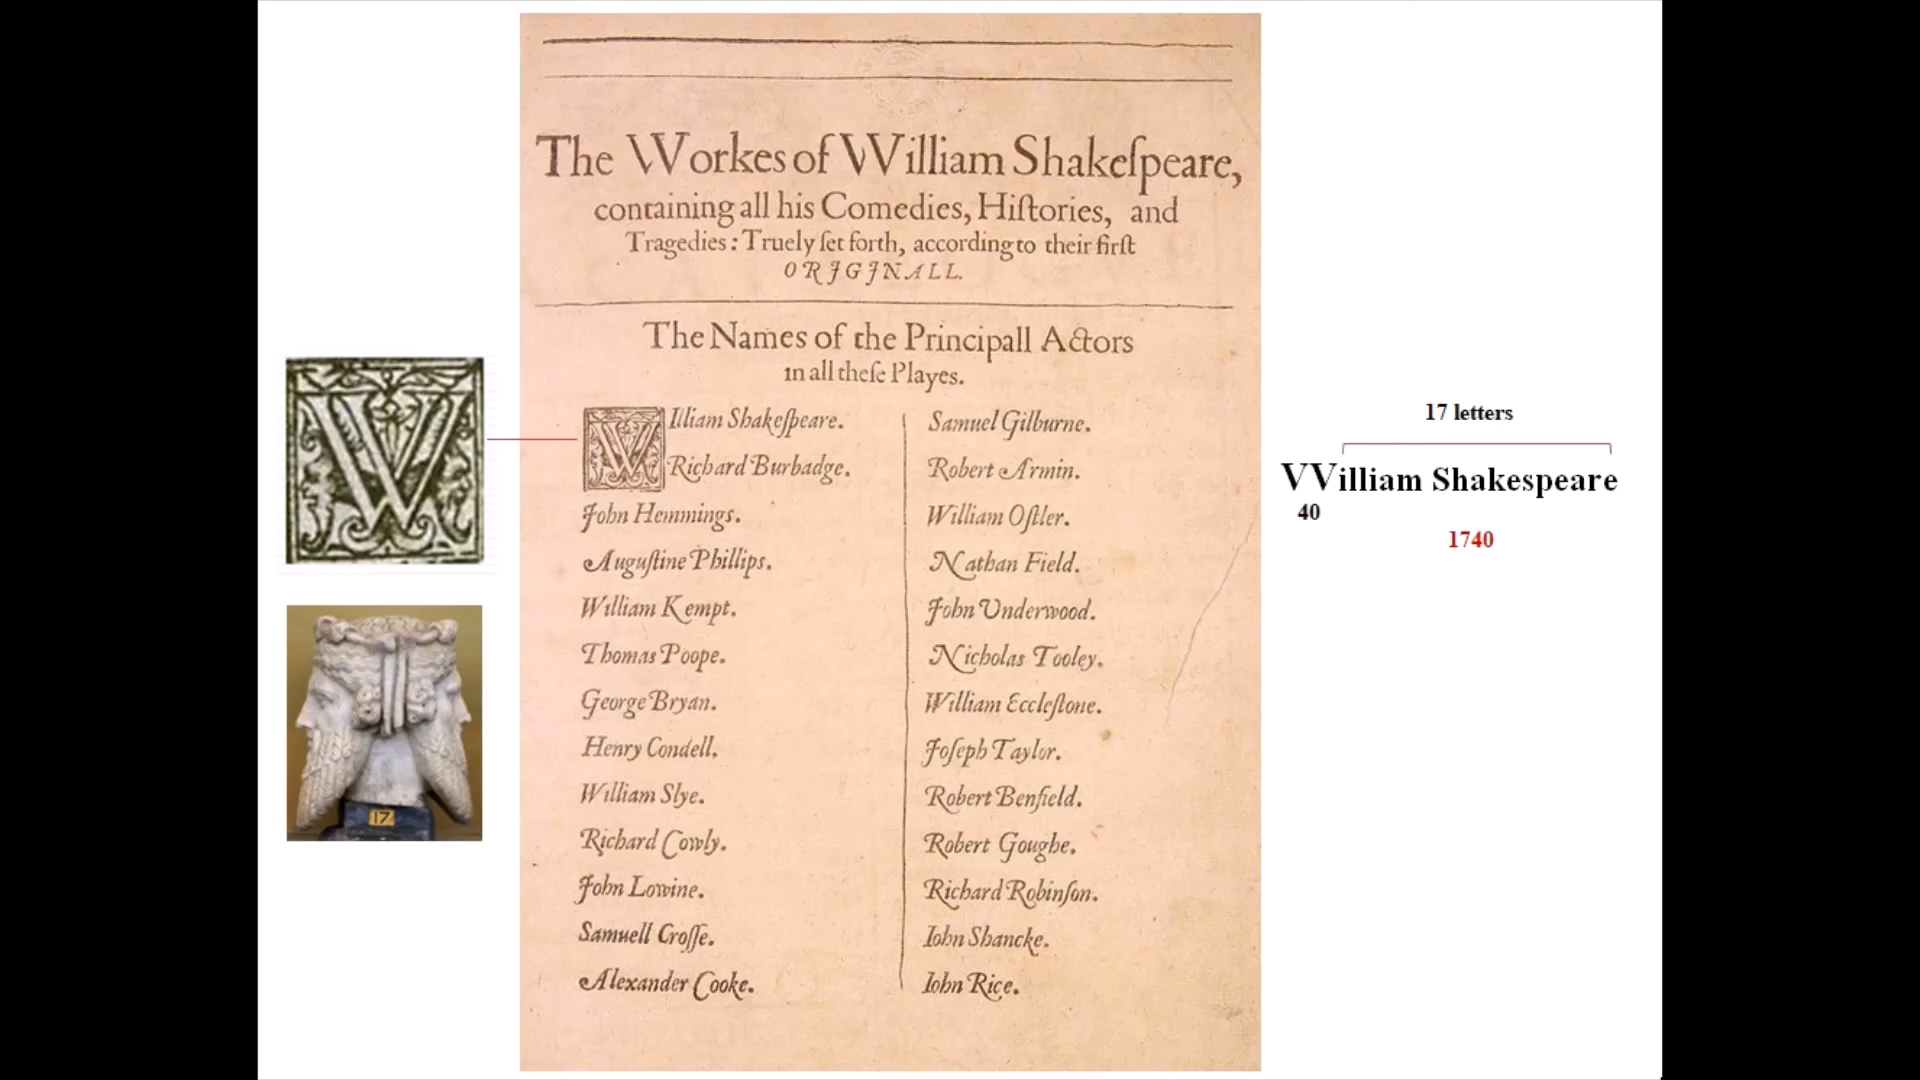 The Workes of William Shakeſpeare,
containing all his Comedies, Hiſtories, and
Tragedies: Truely ſet forth, according to their firſt
ORJGJNALL.
The Names of the Principall Actors
in all theſe Playes.
William Shakeſpeare.
Richard Burbadge.
John Hemmings.
Auguſtine Phillips.
William Kempt.
Thomas Poope.
George Bryan.
Henry Condell.
William Slye.
Richard Cowly.
John Lowine.
Samuell Croſſe.
Alexander Cooke.
Samuel Gilburne.
Robert Armin.
William Oſtler.
Nathan Field.
John Underwood.
Nicholas Tooley.
William Eccleſtone.
Joſeph Taylor.
Robert Benfield.
Robert Goughe.
Richard Robinſon.
Iohn Shancke.
Iohn Rice.
W
17
17 letters
VVilliam Shakespeare
40
1740